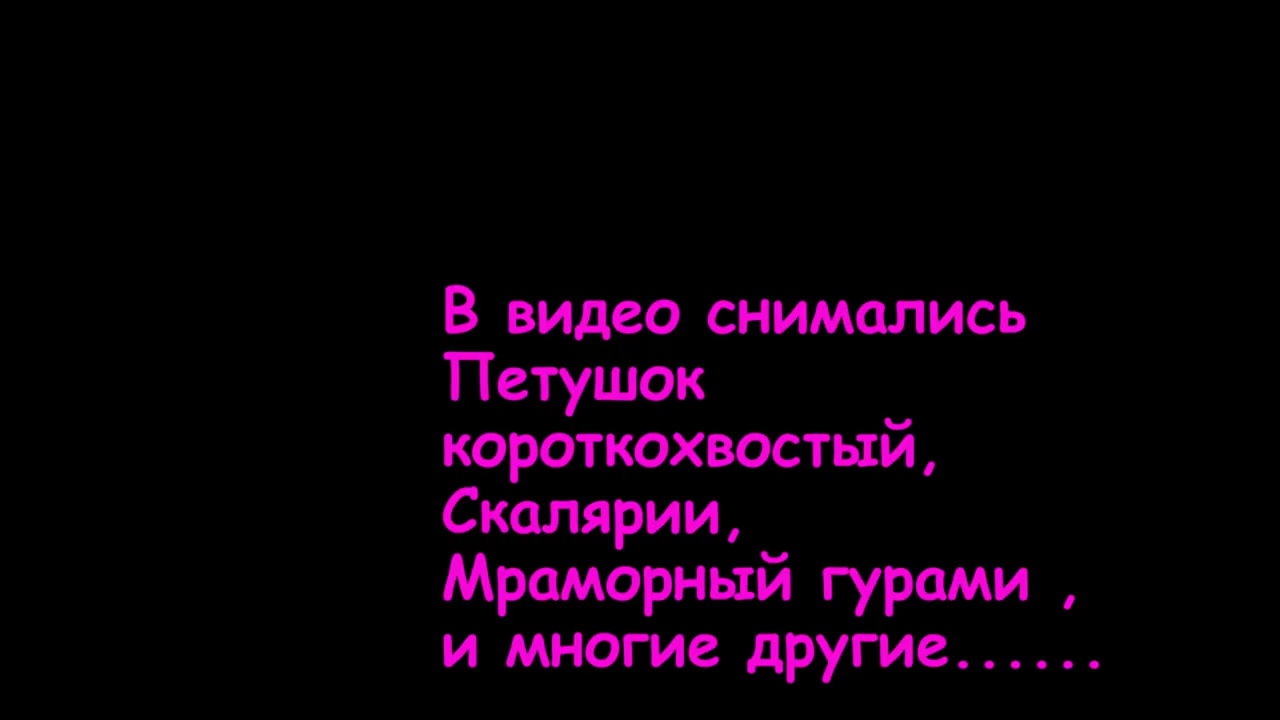 В видео снимались
Петушок
короткохвостый,
Скалярии,
Мраморный гурами ,
и многие другие......